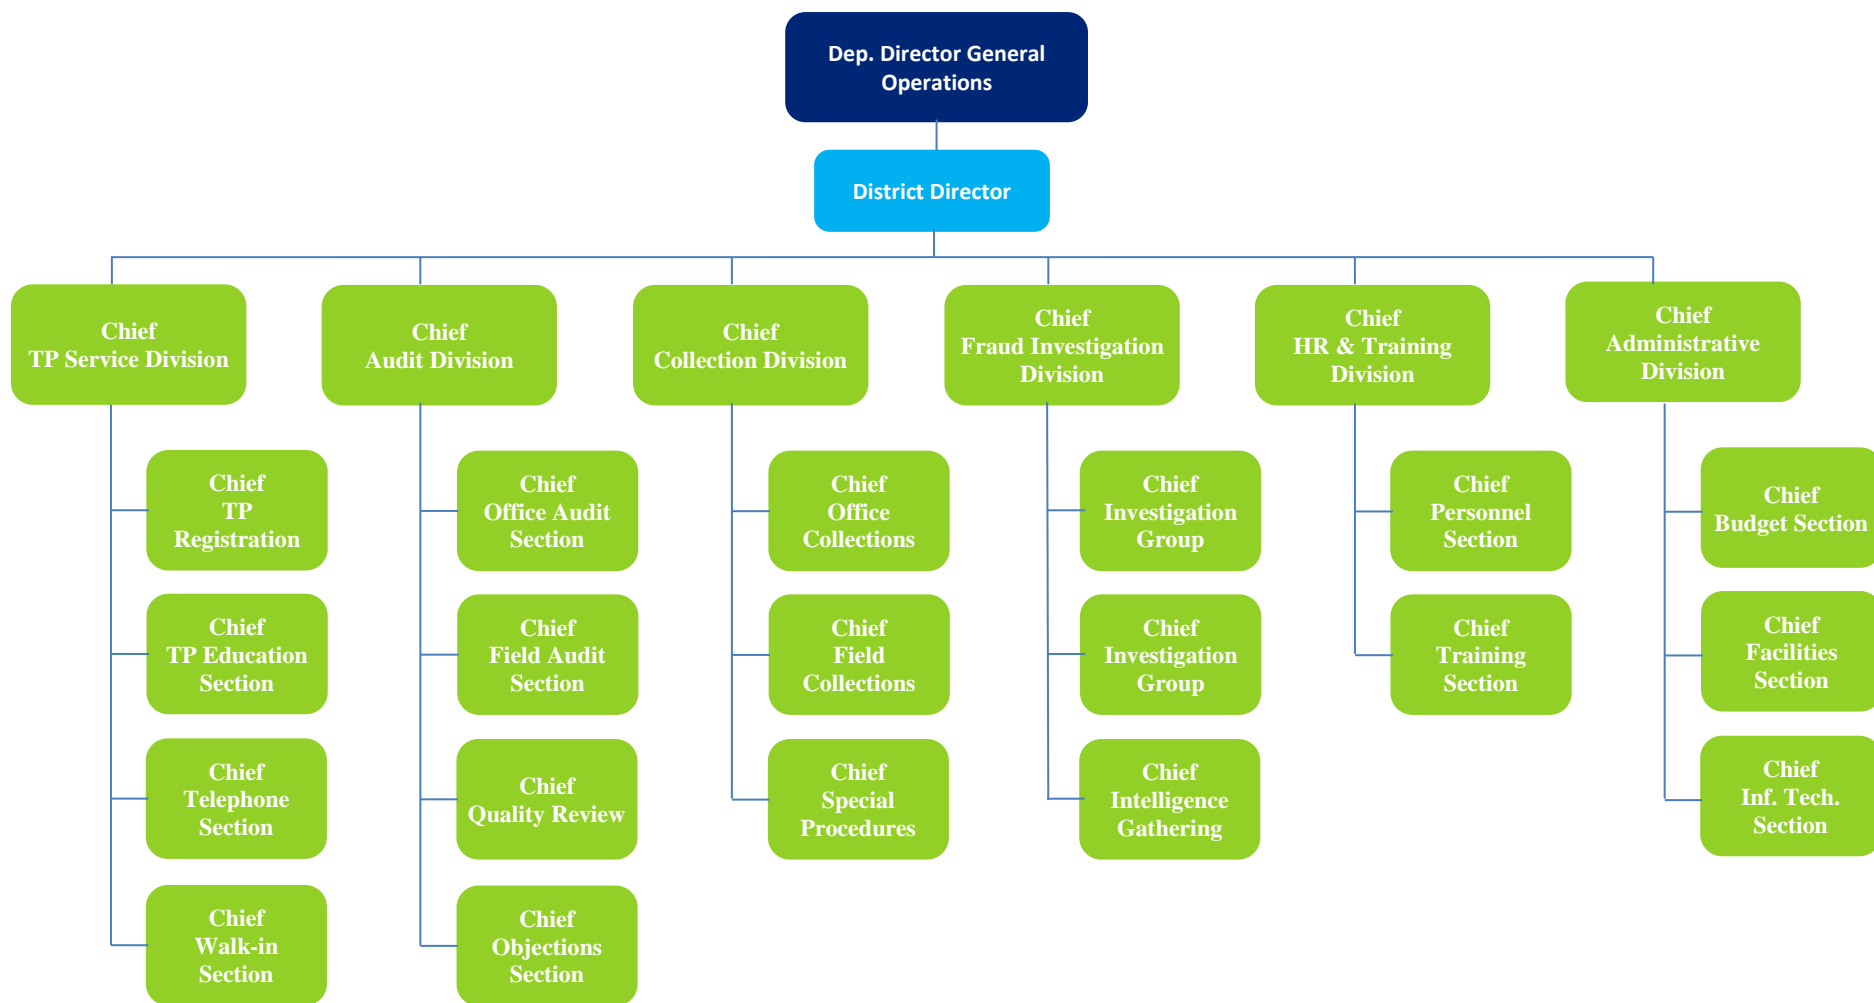 Dep. Director General
Operations
District Director
Chief
TP Service Division
Chief
Audit Division
Chief
Collection Division
Chief
Fraud Investigation
Division
Chief
HR & Training
Division
Chief
Administrative
Division
Chief
TP
Registration
Chief
Office Audit
Section
Chief
Office
Collections
Chief
Investigation
Group
Chief
Personnel
Section
Chief
Budget Section
Chief
TP Education
Section
Chief
Field Audit
Section
Chief
Field
Collections
Chief
Investigation
Group
Chief
Training
Section
Chief
Facilities
Section
Chief
Telephone
Section
Chief
Quality Review
Chief
Special
Procedures
Chief
Intelligence
Gathering
Chief
Inf. Tech.
Section
Chief
Walk-in
Section
Chief
Objections
Section